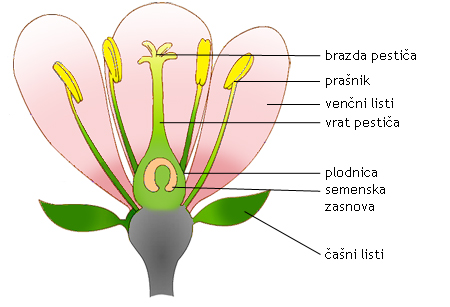 brazda pestiča
prašnik
venčni listi
vrat pestiča
plodnica
semenska
zasnova
čašni listi